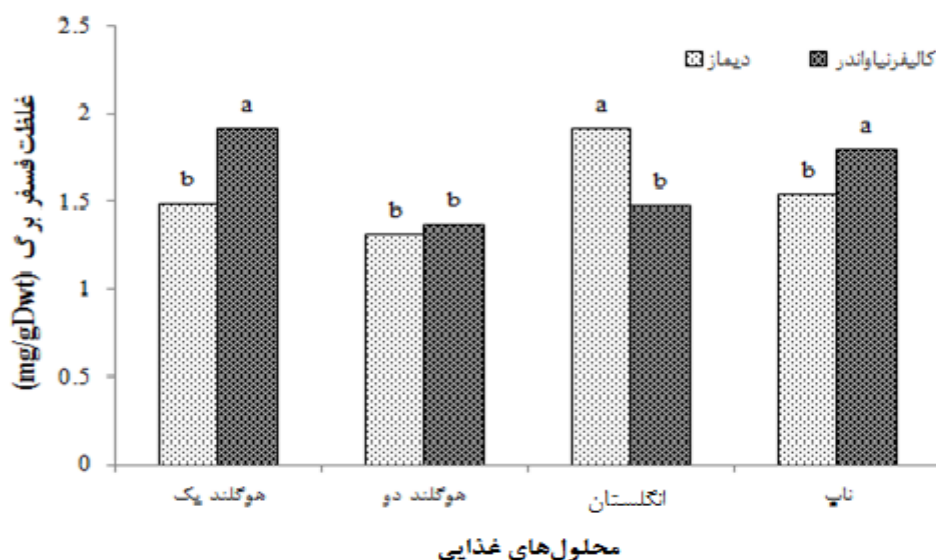 غلظت فسفر برگ (mg/gDwt)
2.5
2
1.5
1
0.5
0
دیماز
کالیفرنیاواندر
b
a
b
b
a
b
b
a
هوگلند یک
هوگلند دو
انگلستان
ناپ
محلول‌های غذایی